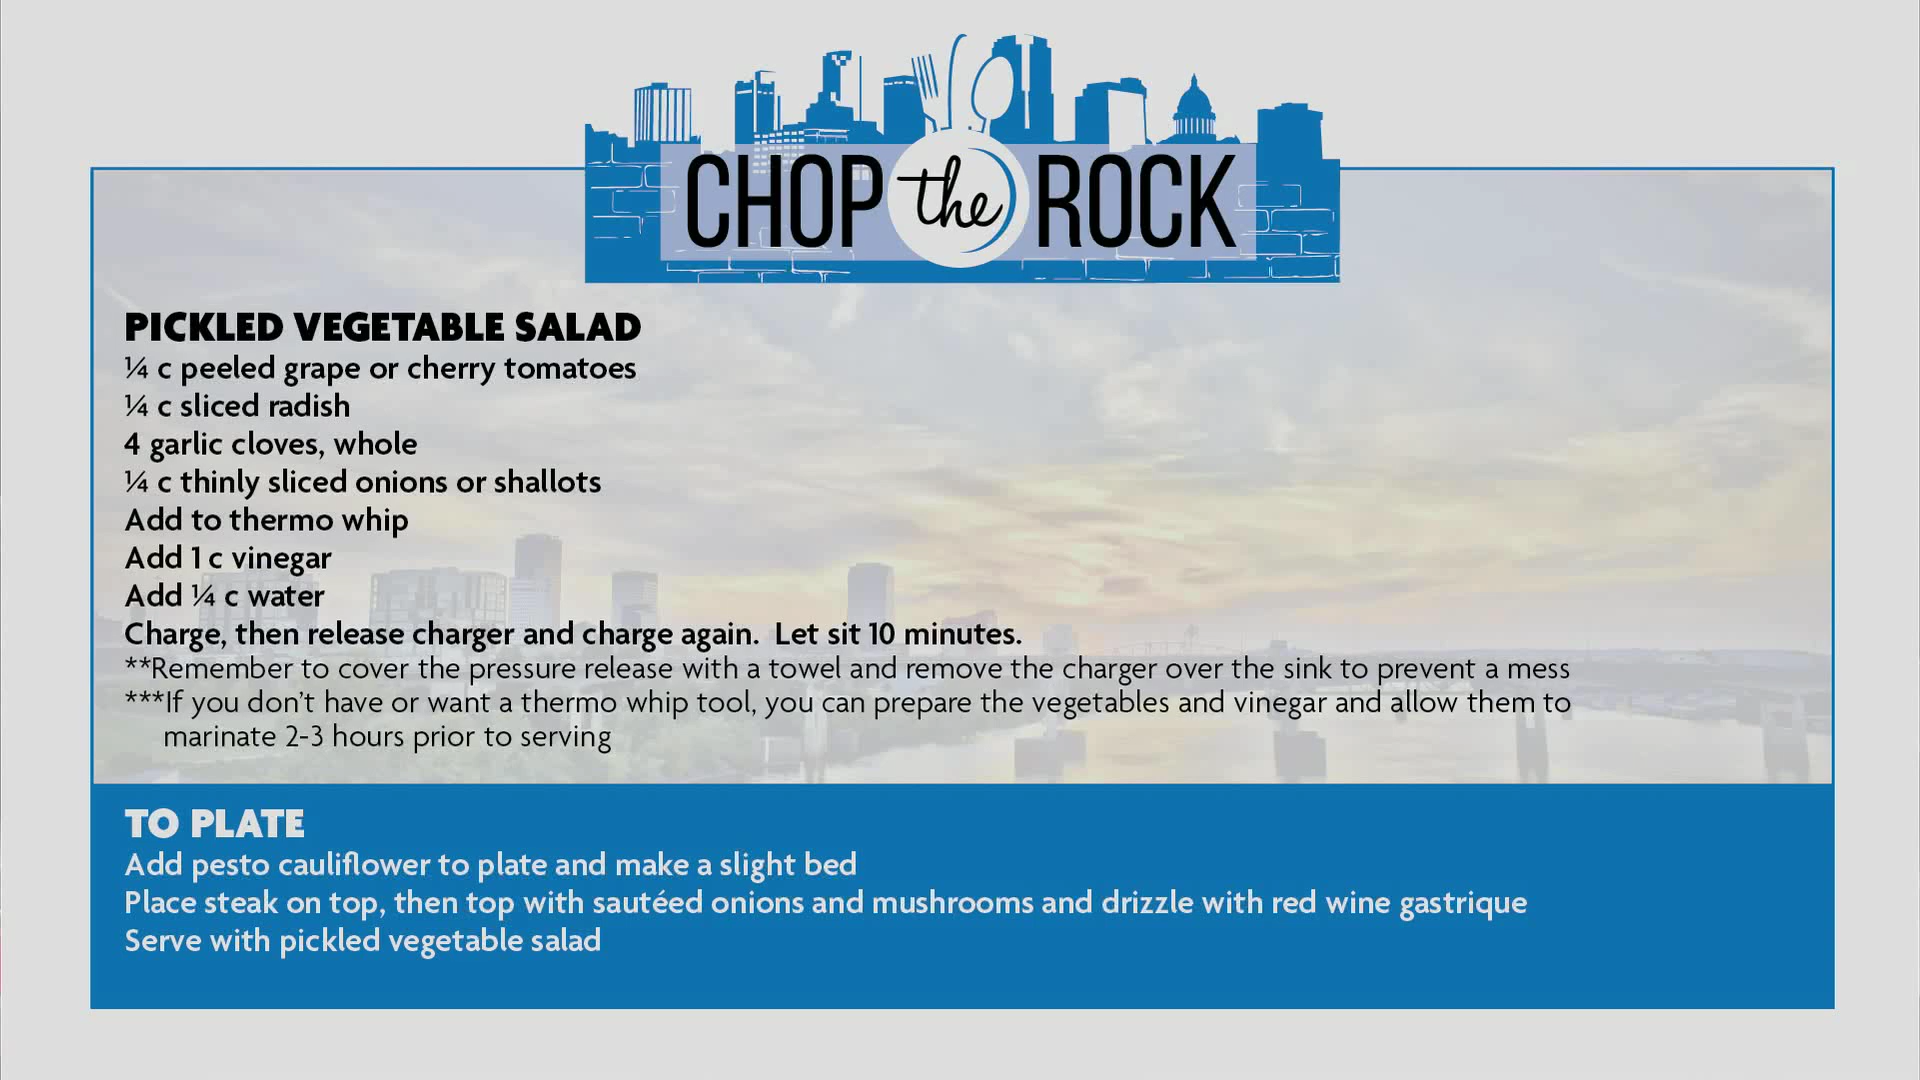 CHOP the ROCK
PICKLED VEGETABLE SALAD
¼ c peeled grape or cherry tomatoes
¼ c sliced radish
4 garlic cloves, whole
¼ c thinly sliced onions or shallots
Add to thermo whip
Add 1 c vinegar
Add ¼ c water
Charge, then release charger and charge again.  Let sit 10 minutes.
**Remember to cover the pressure release with a towel and remove the charger over the sink to prevent a mess
***If you don’t have or want a thermo whip tool, you can prepare the vegetables and vinegar and allow them to
marinate 2-3 hours prior to serving
TO PLATE
Add pesto cauliflower to plate and make a slight bed
Place steak on top, then top with sautéed onions and mushrooms and drizzle with red wine gastrique
Serve with pickled vegetable salad